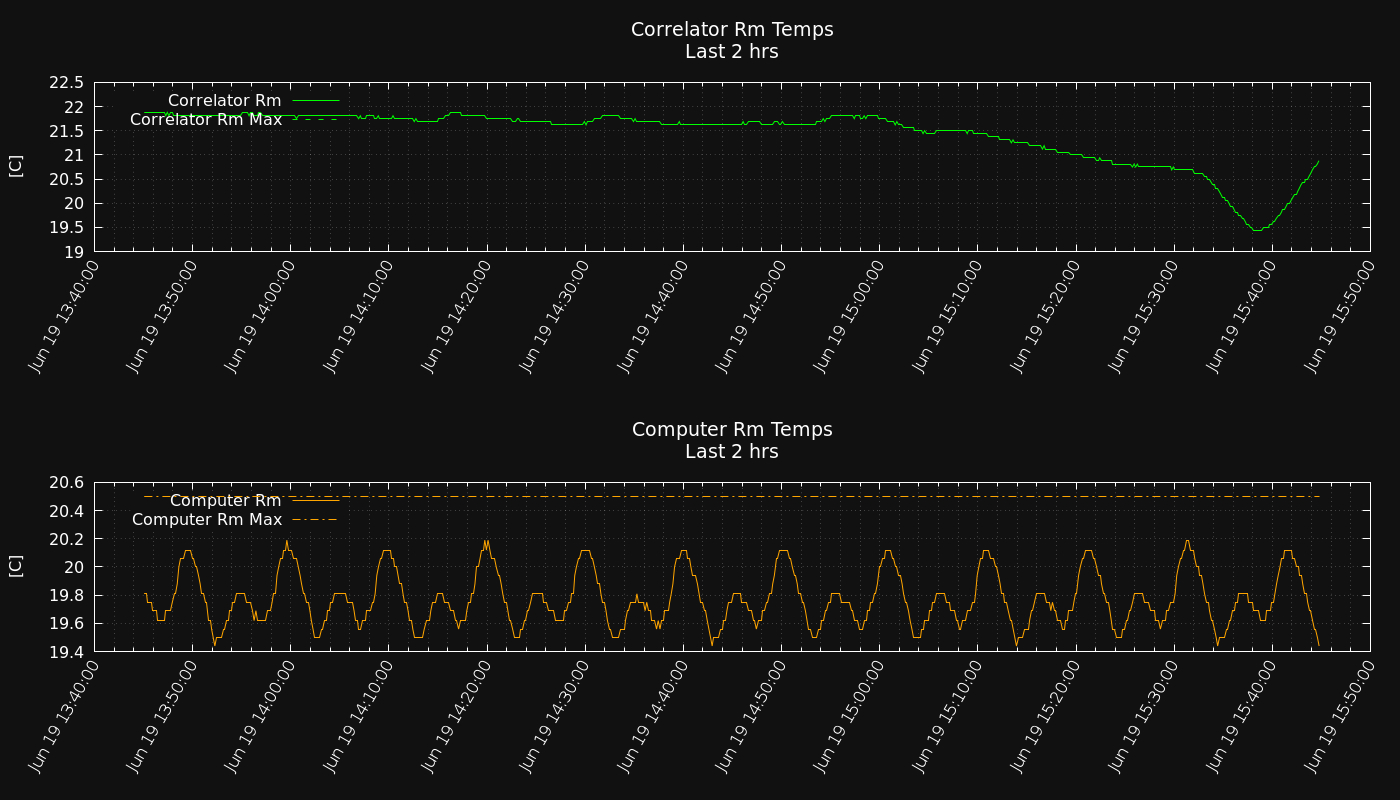 Correlator Rm Temps
Last 2 hrs
22.5
22
21.5
21
20.5
20
19.5
19
[C]
Correlator Rm
Correlator Rm Max
Jun 19 13:40:00
Jun 19 13:50:00
Jun 19 14:00:00
Jun 19 14:10:00
Jun 19 14:20:00
Jun 19 14:30:00
Jun 19 14:40:00
Jun 19 14:50:00
Jun 19 15:00:00
Jun 19 15:10:00
Jun 19 15:20:00
Jun 19 15:30:00
Jun 19 15:40:00
Jun 19 15:50:00
Computer Rm Temps
Last 2 hrs
20.6
20.4
20.2
20
19.8
19.6
19.4
[C]
Computer Rm
Computer Rm Max
Jun 19 13:40:00
Jun 19 13:50:00
Jun 19 14:00:00
Jun 19 14:10:00
Jun 19 14:20:00
Jun 19 14:30:00
Jun 19 14:40:00
Jun 19 14:50:00
Jun 19 15:00:00
Jun 19 15:10:00
Jun 19 15:20:00
Jun 19 15:30:00
Jun 19 15:40:00
Jun 19 15:50:00